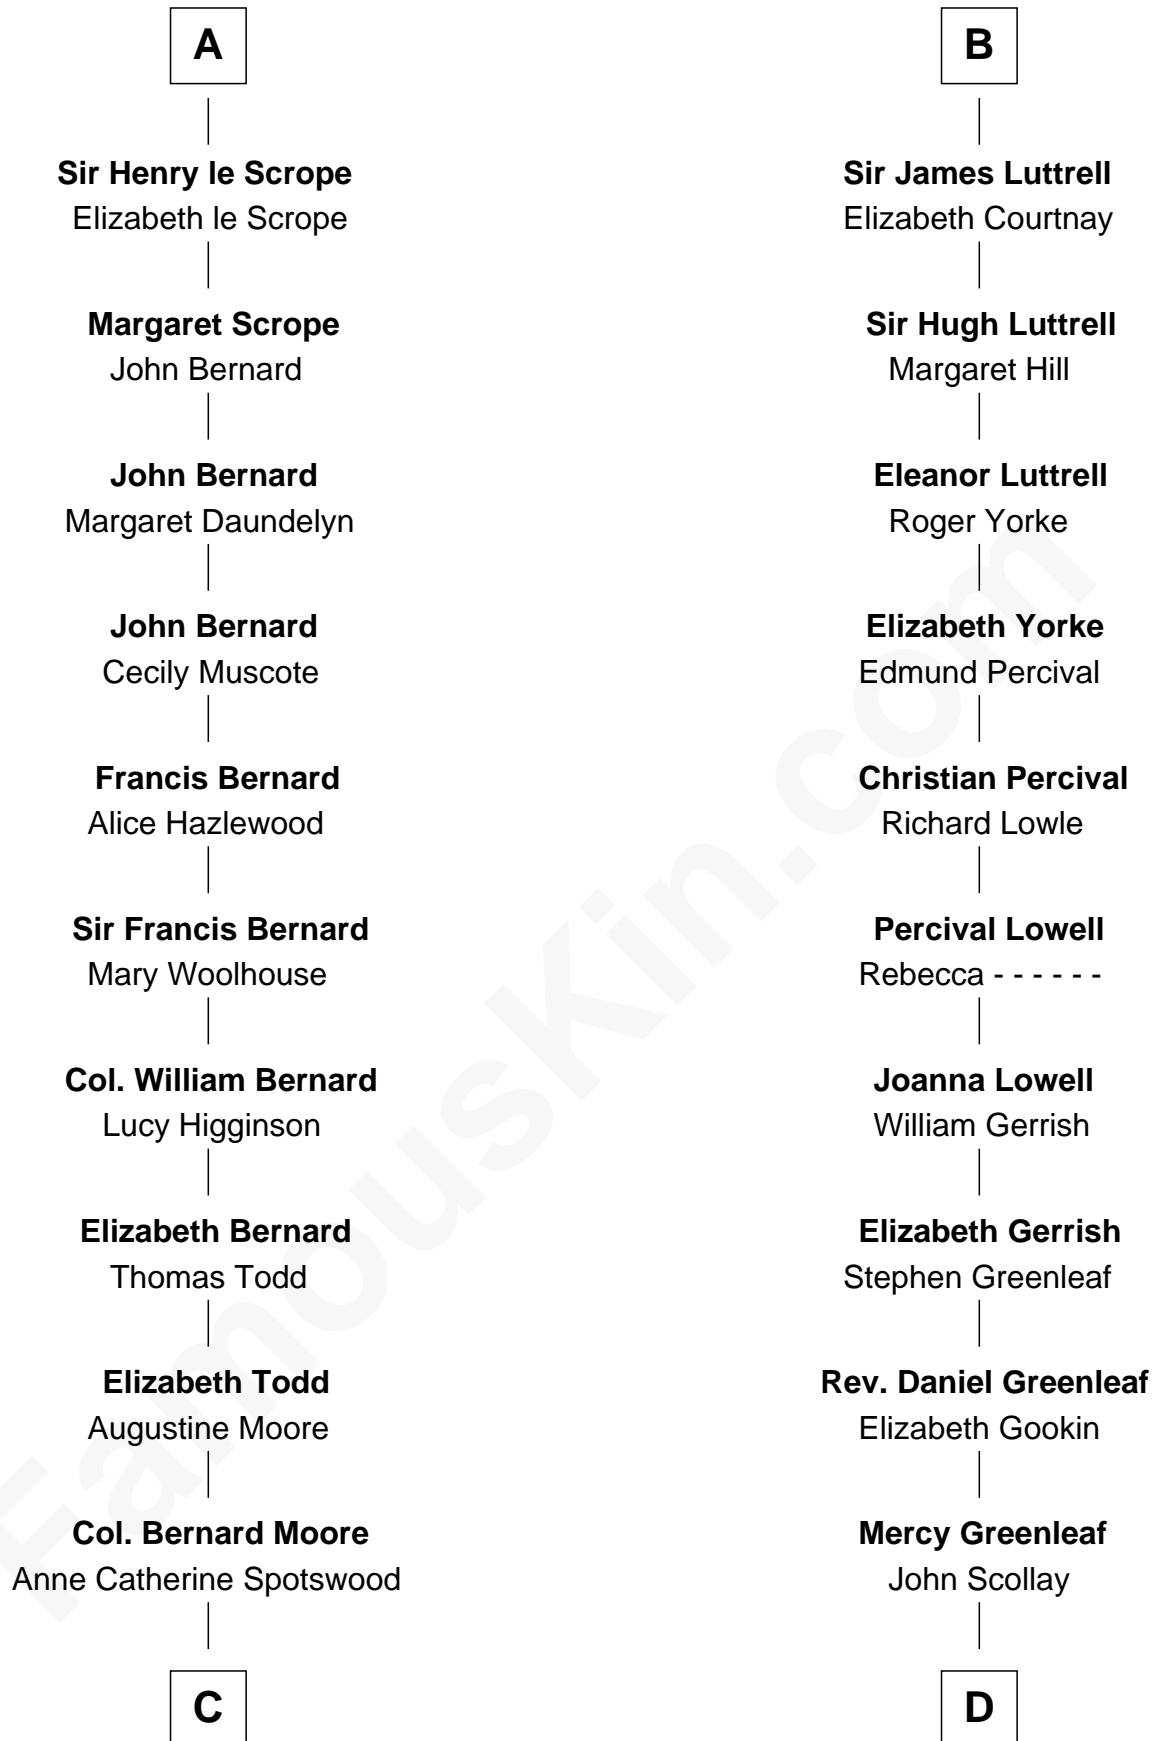 A
Sir Henry le Scrope
Elizabeth le Scrope
Margaret Scrope
John Bernard
John Bernard
Margaret Daundelyn
John Bernard
Cecily Muscote
Francis Bernard
Alice Hazlewood
Sir Francis Bernard
Mary Woolhouse
Col. William Bernard
Lucy Higginson
Elizabeth Bernard
Thomas Todd
Elizabeth Todd
Augustine Moore
Col. Bernard Moore
Anne Catherine Spotswood
C
B
Sir James Luttrell
Elizabeth Courtnay
Sir Hugh Luttrell
Margaret Hill
Eleanor Luttrell
Roger Yorke
Elizabeth Yorke
Edmund Percival
Christian Percival
Richard Lowle
Percival Lowell
Rebecca - - - - - -
Joanna Lowell
William Gerrish
Elizabeth Gerrish
Stephen Greenleaf
Rev. Daniel Greenleaf
Elizabeth Gookin
Mercy Greenleaf
John Scollay
D
FamousKin.com